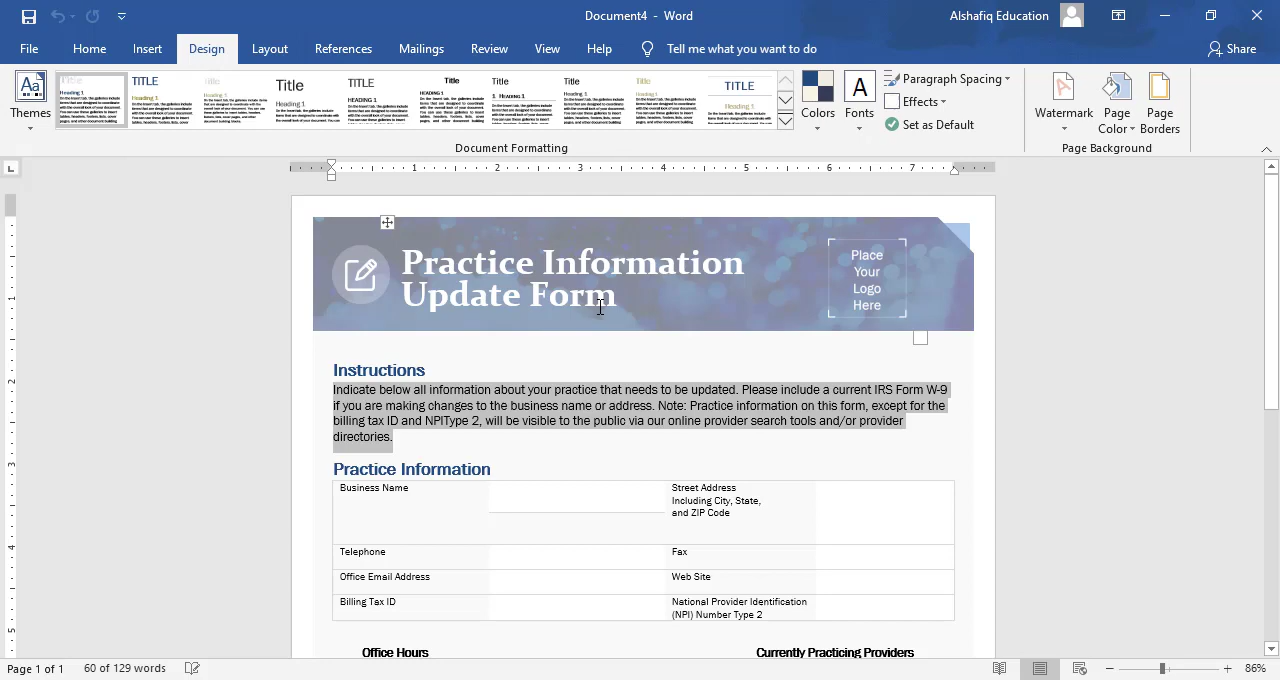 Document4 - Word
Alshafiq Education
File Home Insert Design Layout References Mailings Review View Help Tell me what you want to do Share
Themes
Colors
Fonts
Paragraph Spacing
Effects
Set as Default
Watermark
Page Color
Page Borders
Document Formatting
Page Background
Practice Information
Update Form
Place
Your
Logo
Here
Instructions
Indicate below all information about your practice that needs to be updated. Please include a current IRS Form W-9
if you are making changes to the business name or address. Note: Practice information on this form, except for the
billing tax ID and NPIType 2, will be visible to the public via our online provider search tools and/or provider
directories.
Practice Information
Business Name
Street Address
Including City, State,
and ZIP Code
Telephone
Fax
Office Email Address
Web Site
Billing Tax ID
National Provider Identification
(NPI) Number Type 2
Office Hours
Currently Practicing Providers
Page 1 of 1 60 of 129 words
86%